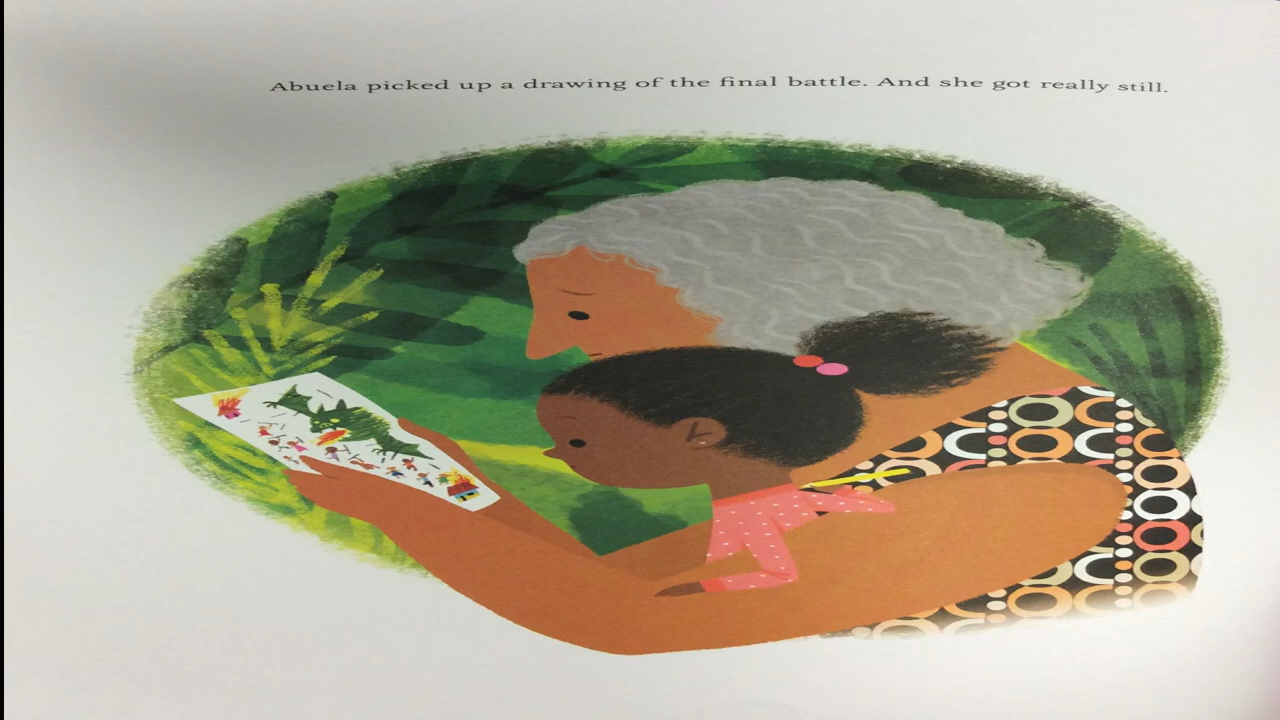 Abuela picked up a drawing of the final battle. And she got really still.